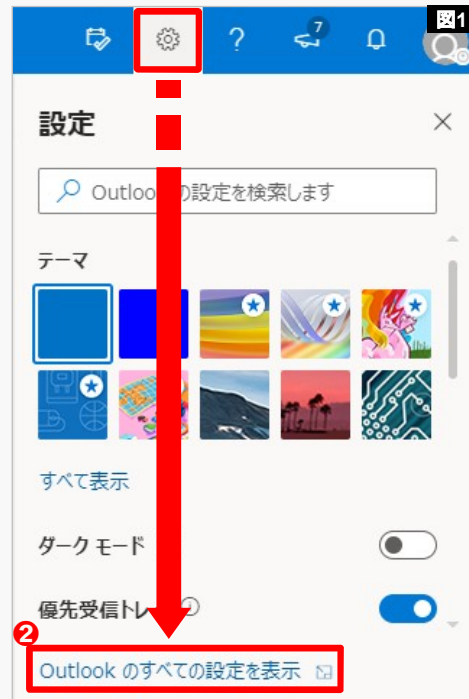 図1
7
設定
Outlook の設定を検索します
テーマ
すべて表示
ダーク モード
優先受信トレ
2
Outlook のすべての設定を表示